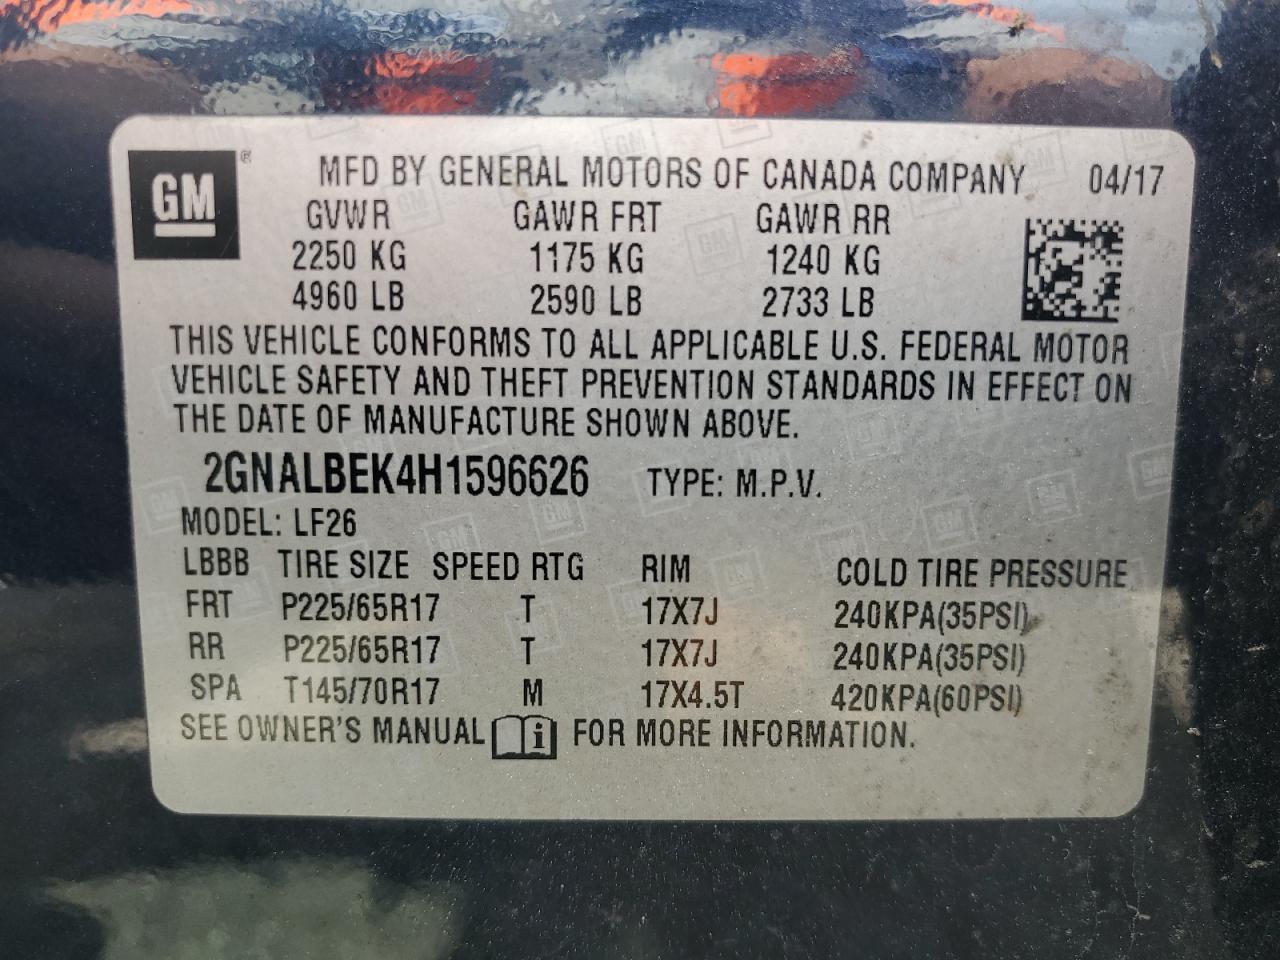 GM ® MFD BY GENERAL MOTORS OF CANADA COMPANY 04/17
GVWR GAWR FRT GAWR RR
2250 KG 1175 KG 1240 KG
4960 LB 2590 LB 2733 LB
THIS VEHICLE CONFORMS TO ALL APPLICABLE U.S. FEDERAL MOTOR
VEHICLE SAFETY AND THEFT PREVENTION STANDARDS IN EFFECT ON
THE DATE OF MANUFACTURE SHOWN ABOVE.
2GNALBEK4H1596626 TYPE: M.P.V.
MODEL: LF26
LBBB TIRE SIZE SPEED RTG RIM COLD TIRE PRESSURE
FRT P225/65R17 T 17X7J 240KPA(35PSI)
RR P225/65R17 T 17X7J 240KPA(35PSI)
SPA T145/70R17 M 17X4.5T 420KPA(60PSI)
SEE OWNER'S MANUAL i FOR MORE INFORMATION.